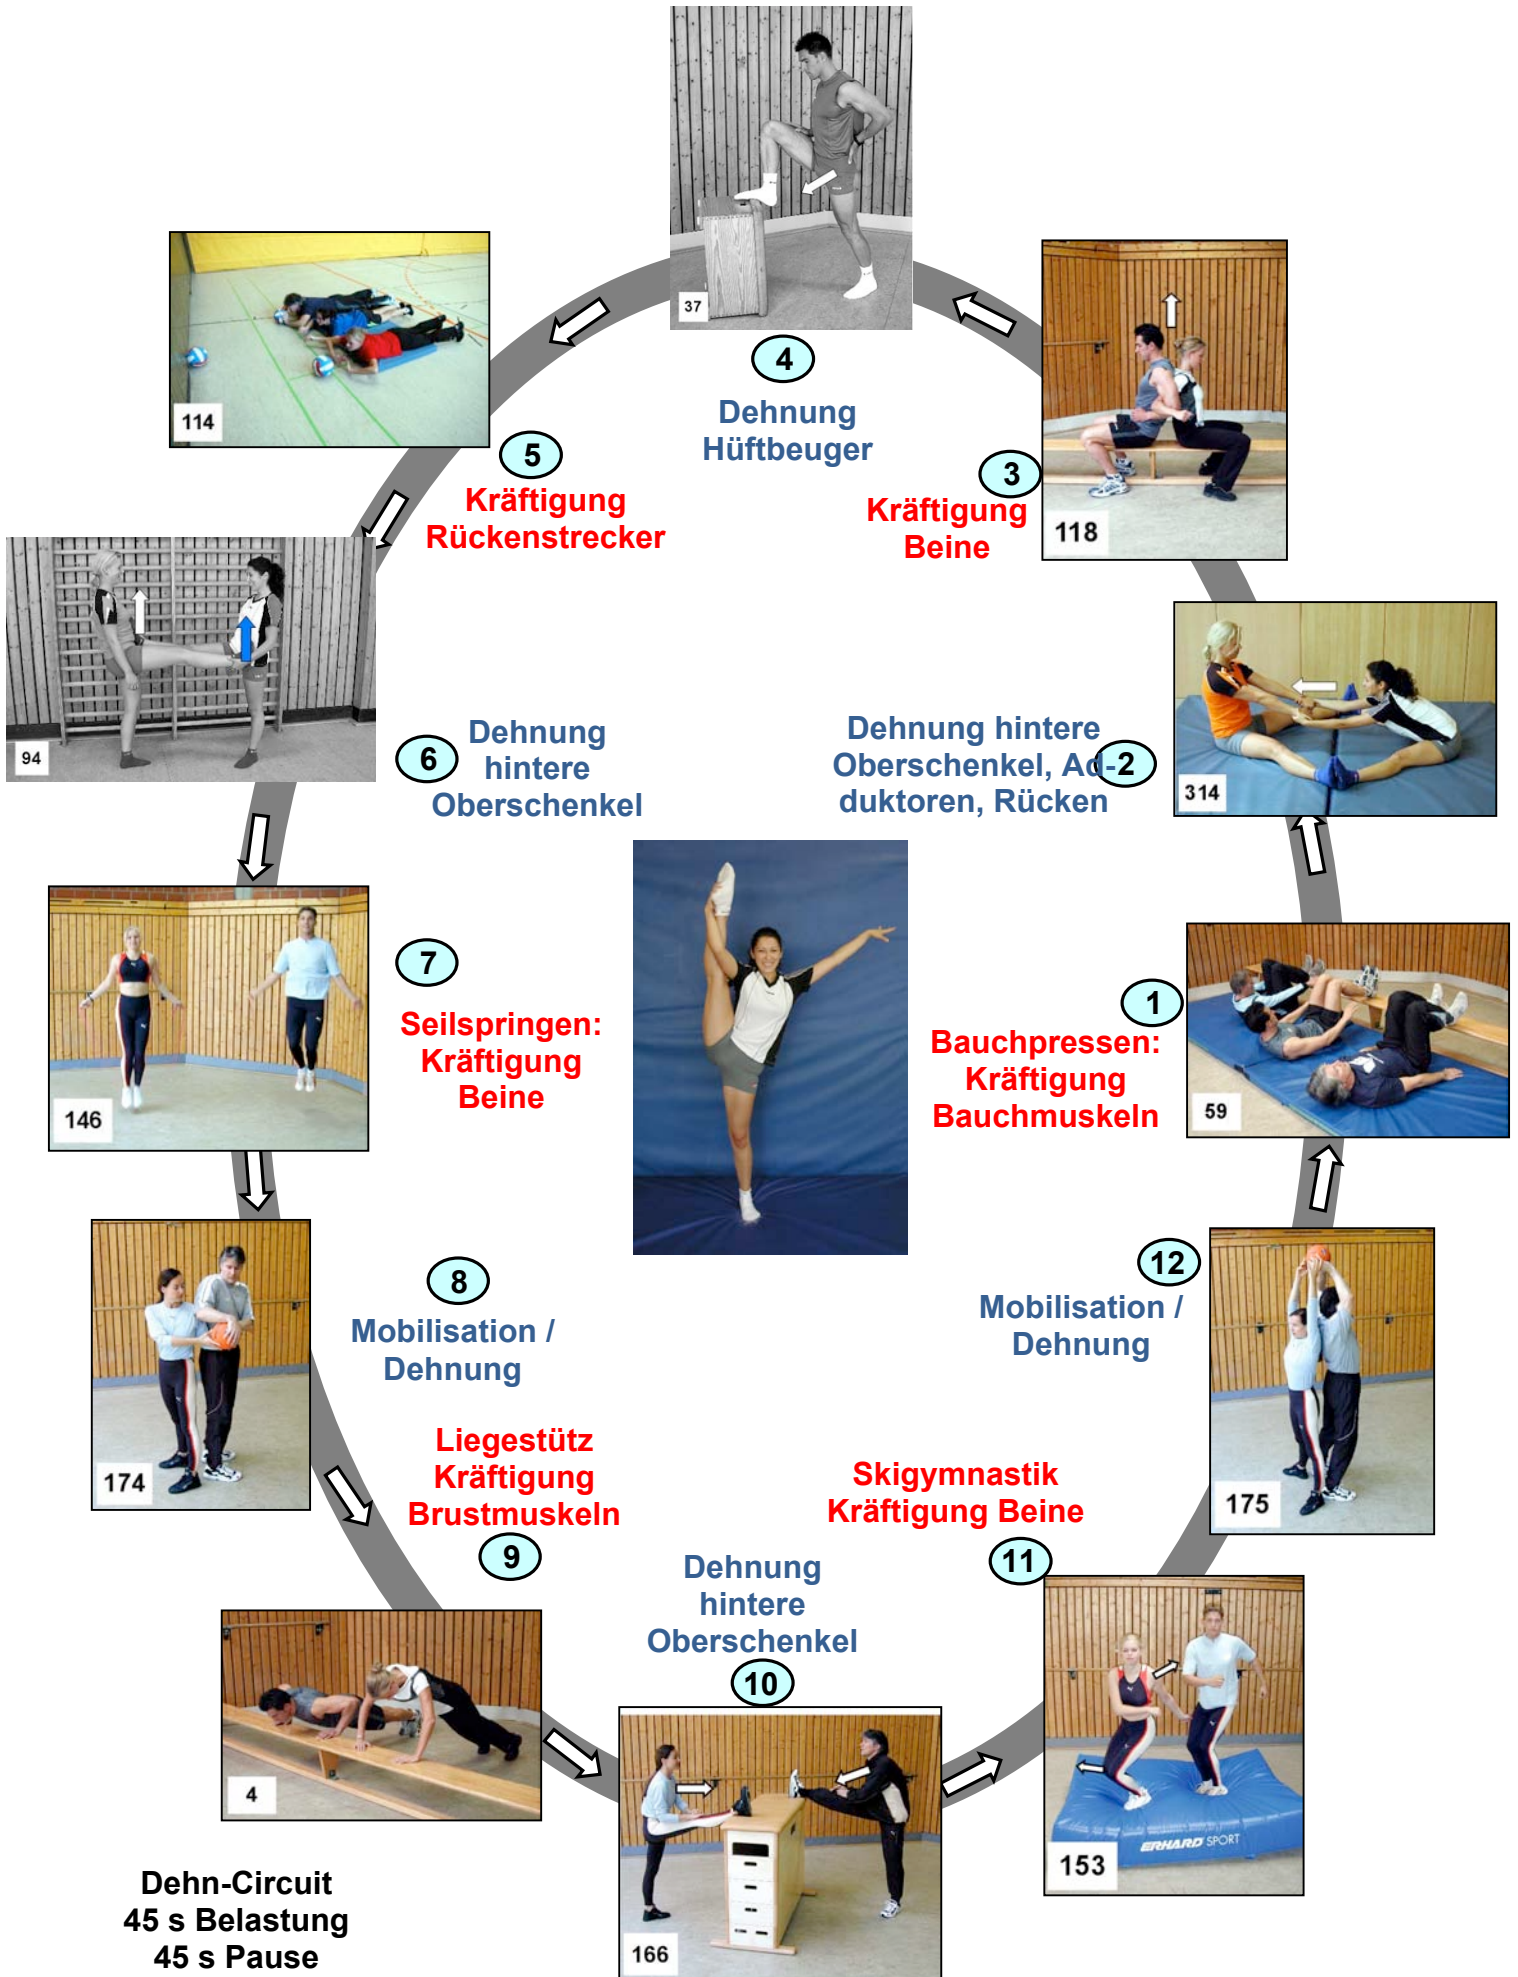 37
4
Dehnung
Hüftbeuger
114
5
Kräftigung
Rückenstrecker
3
Kräftigung
Beine
118
94
6
Dehnung
hintere
Oberschenkel
Dehnung hintere
Oberschenkel, Ad-
duktoren, Rücken
2
314
7
Seilspringen:
Kräftigung
Beine
146
1
Bauchpressen:
Kräftigung
Bauchmuskeln
59
8
Mobilisation /
Dehnung
174
12
Mobilisation /
Dehnung
175
Liegestütz
Kräftigung
Brustmuskeln
9
4
Dehnung
hintere
Oberschenkel
10
166
Skigymnastik
Kräftigung Beine
11
ERHARD SPORT
153
Dehn-Circuit
45 s Belastung
45 s Pause